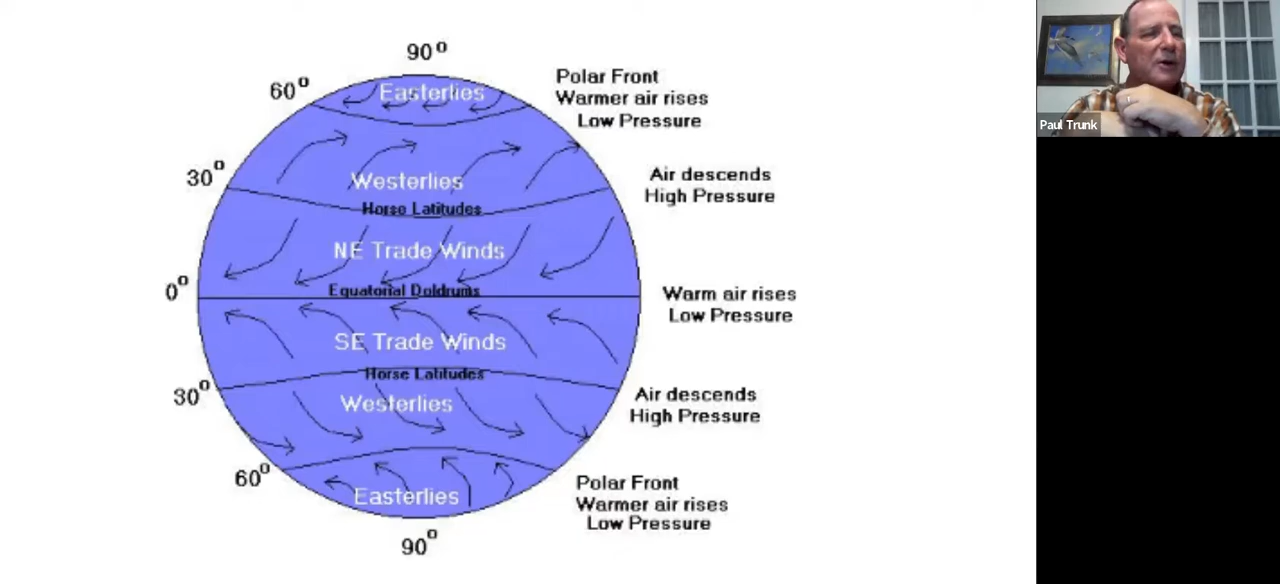 90°
60°
Easterlies
Polar Front
Warmer air rises
Low Pressure
30°
Westerlies
Air descends
High Pressure
Horse Latitudes
NE Trade Winds
0°
Equatorial Doldrums
Warm air rises
Low Pressure
SE Trade Winds
Horse Latitudes
30°
Westerlies
Air descends
High Pressure
60°
Easterlies
Polar Front
Warmer air rises
Low Pressure
90°
Paul Trunk